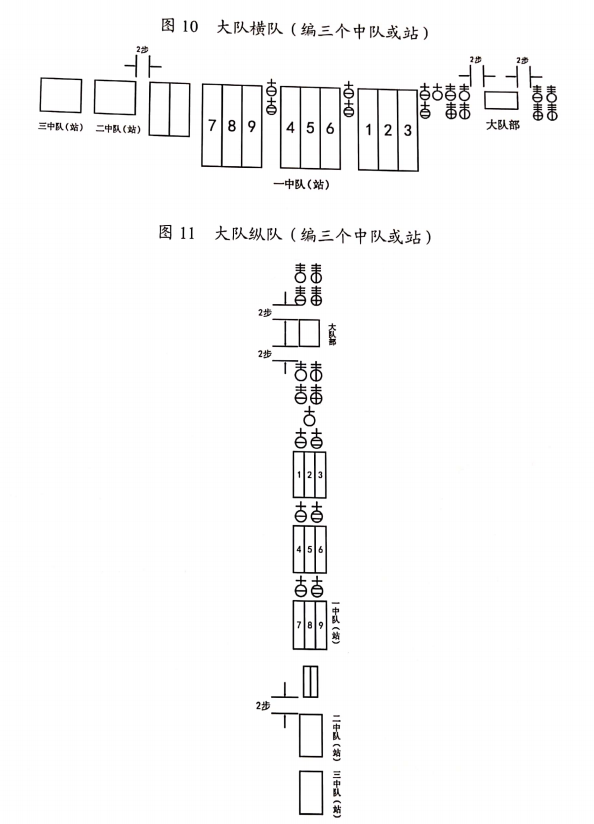 图 10 大队横队（编三个中队或站）
2步
2步
2步
7 8 9
4 5 6
1 2 3
三中队(站)
二中队(站)
大队部
一中队(站)
图 11 大队纵队（编三个中队或站）
2步
大队部
2步
1 2 3
4 5 6
7 8 9
一中队(站)
2步
二中队(站)
三中队(站)